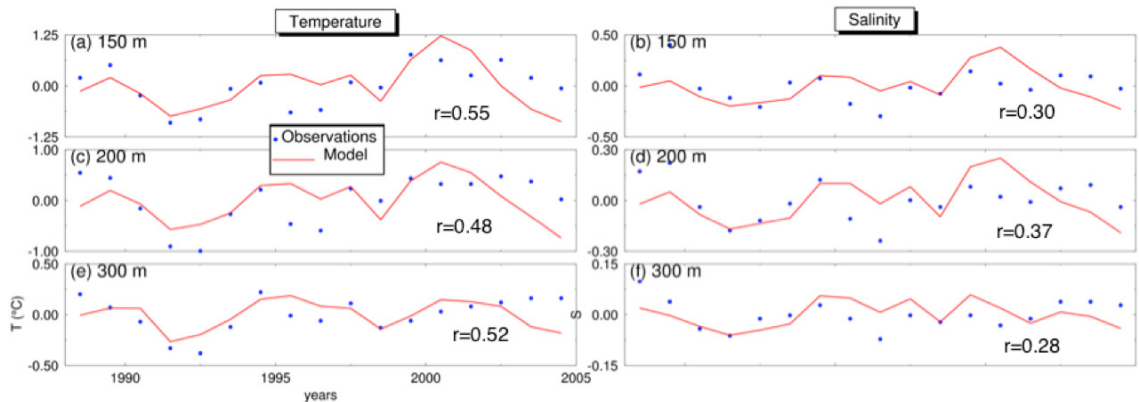 Temperature
Salinity
(a) 150 m
1.25
0.00
-1.25
r=0.55
(b) 150 m
0.50
0.00
-0.50
r=0.30
Observations
Model
(c) 200 m
1.00
0.00
-1.00
r=0.48
(d) 200 m
0.30
0.00
-0.30
r=0.37
(e) 300 m
0.50
0.00
-0.50
T (°C)
r=0.52
1990
1995
2000
2005
years
(f) 300 m
0.15
0.00
-0.15
S
r=0.28